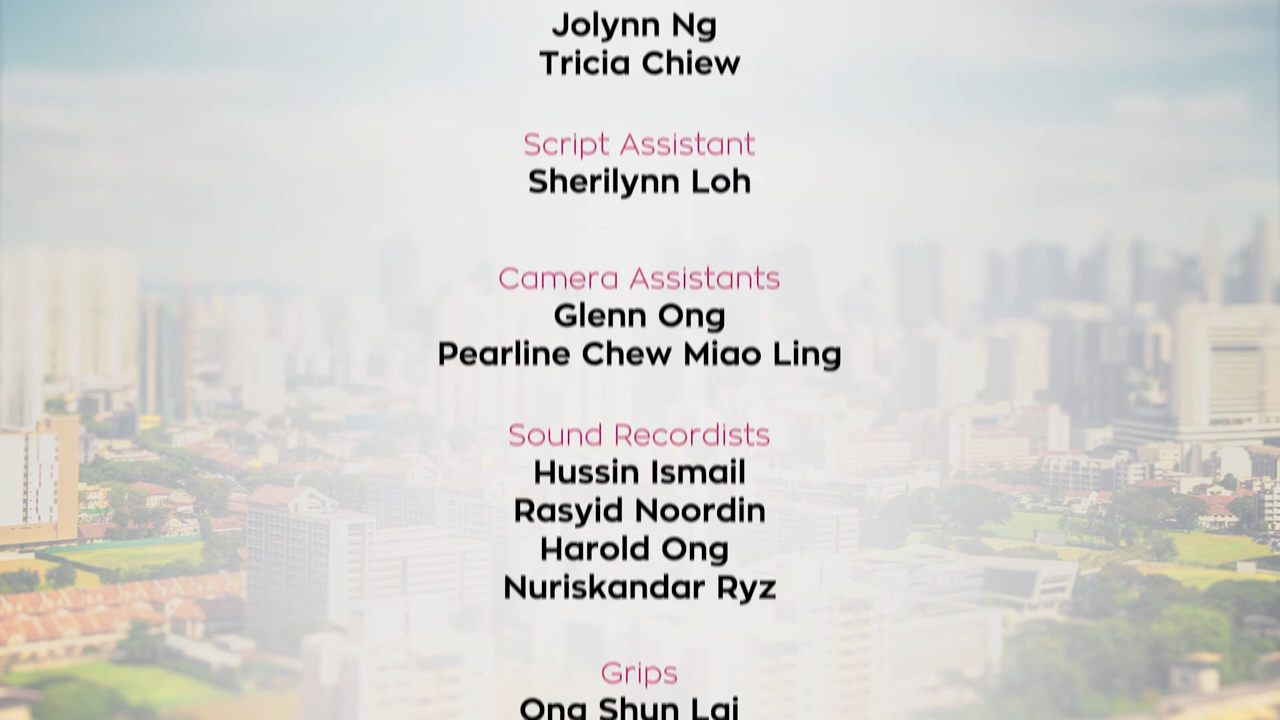 Jolynn Ng
Tricia Chiew
Script Assistant
Sherilynn Loh
Camera Assistants
Glenn Ong
Pearline Chew Miao Ling
Sound Recordists
Hussin Ismail
Rasyid Noordin
Harold Ong
Nuriskandar Ryz
Grips
Ong Shun Lai